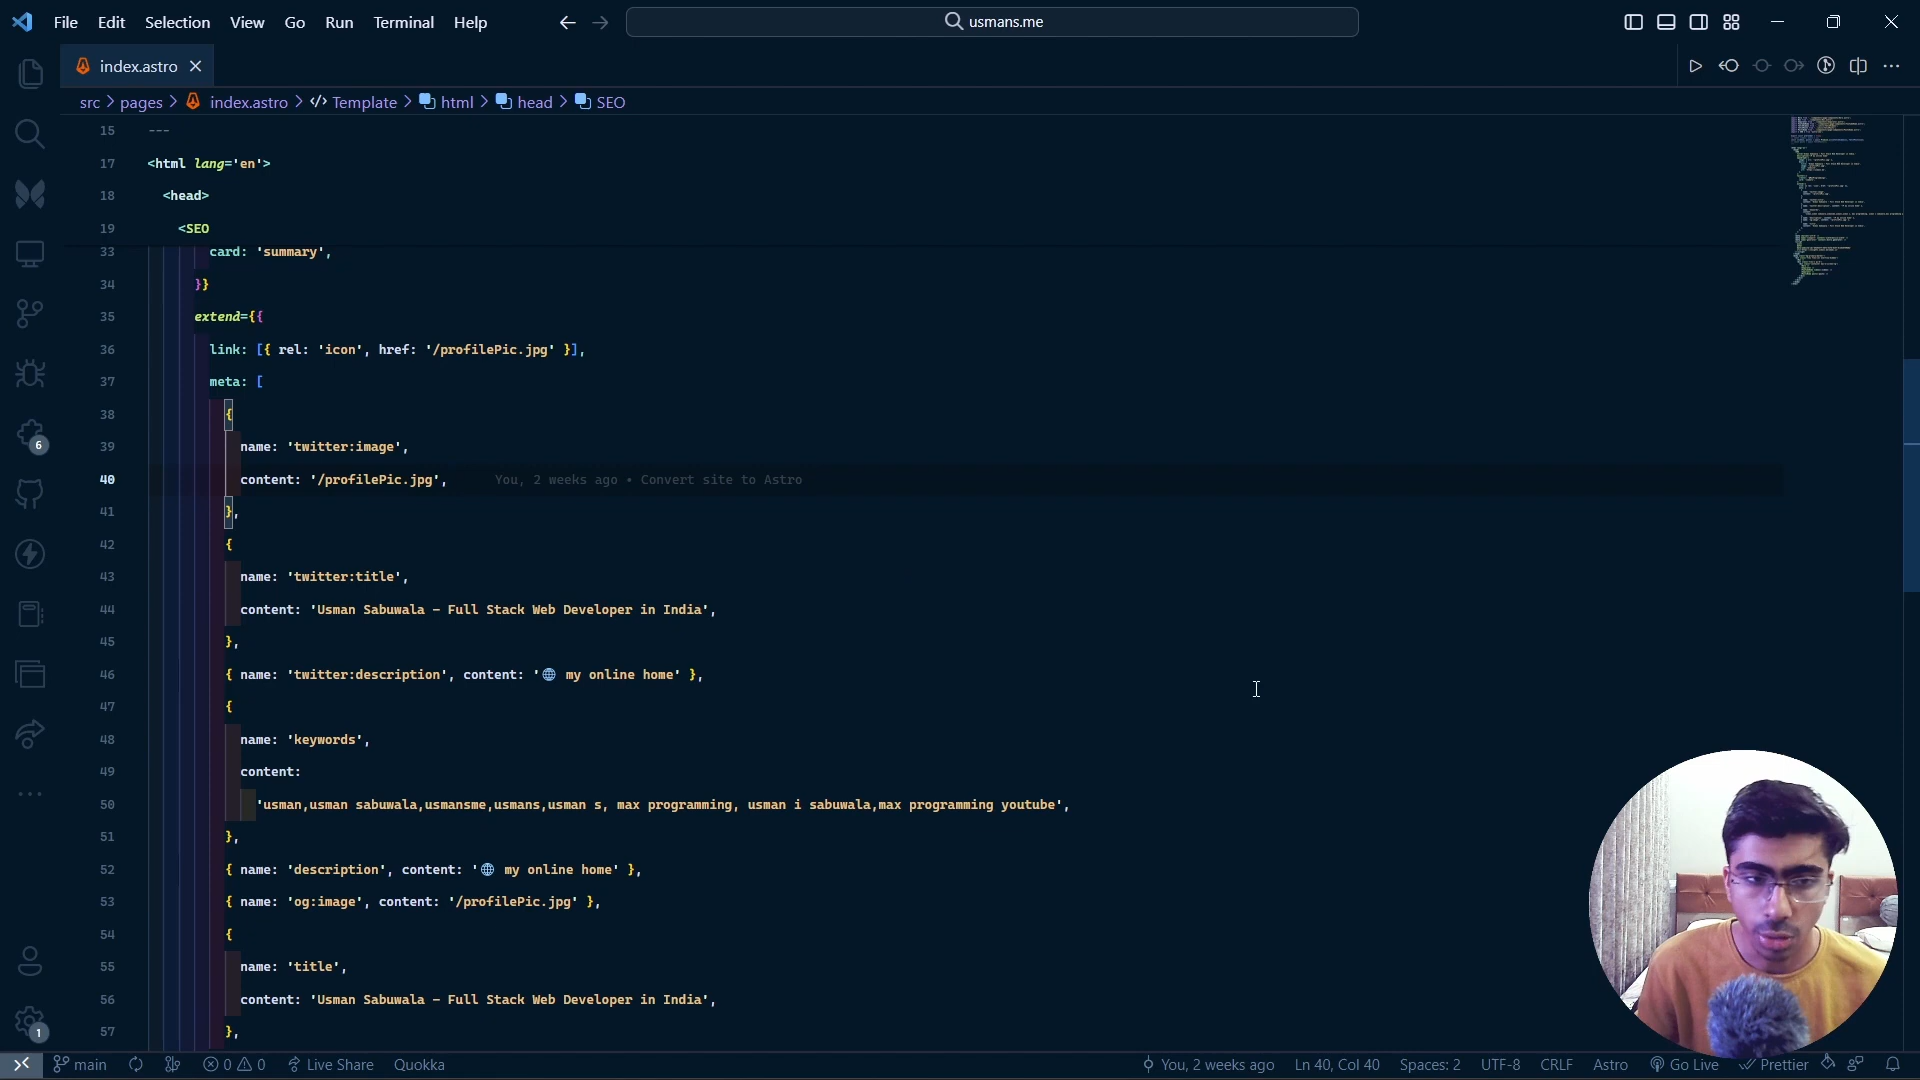 File Edit Selection View Go Run Terminal Help
usmans.me
index.astro
src > pages > index.astro > Template > html > head > SEO
15 ---
17 <html lang='en'>
18 <head>
19 <SEO
33 card: 'summary',
34 }}
35 extend={{
36 link: [{ rel: 'icon', href: '/profilePic.jpg' }],
37 meta: [
38 {
39 name: 'twitter:image',
40 content: '/profilePic.jpg', You, 2 weeks ago • Convert site to Astro
41 },
42 {
43 name: 'twitter:title',
44 content: 'Usman Sabuwala – Full Stack Web Developer in India',
45 },
46 { name: 'twitter:description', content: '🌐 my online home' },
47 {
48 name: 'keywords',
49 content:
50 'usman,usman sabuwala,usmansme,usmans,usman s, max programming, usman i sabuwala,max programming youtube',
51 },
52 { name: 'description', content: '🌐 my online home' },
53 { name: 'og:image', content: '/profilePic.jpg' },
54 {
55 name: 'title',
56 content: 'Usman Sabuwala – Full Stack Web Developer in India',
57 },
6
1
main 0 0 Live Share Quokka You, 2 weeks ago Ln 40, Col 40 Spaces: 2 UTF-8 CRLF Astro Go Live Prettier